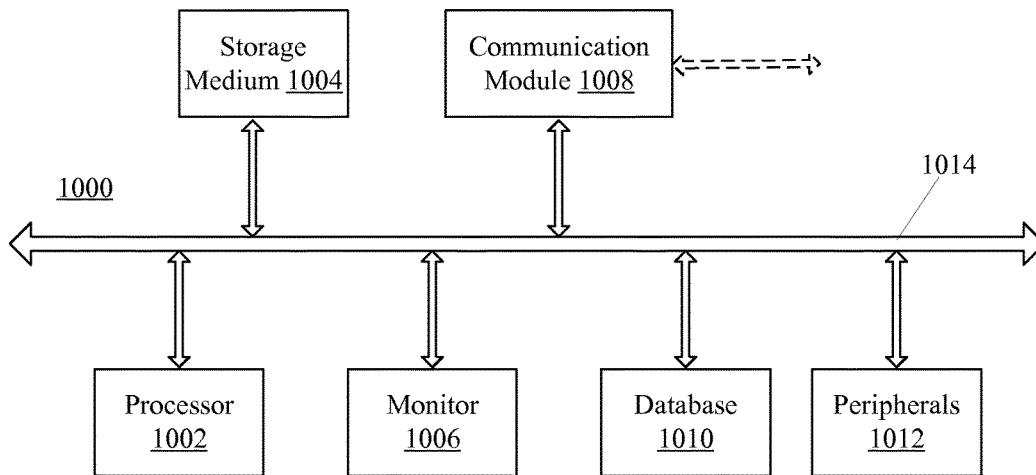 Storage
Medium 1004
Communication
Module 1008
1000
1014
Processor
1002
Monitor
1006
Database
1010
Peripherals
1012